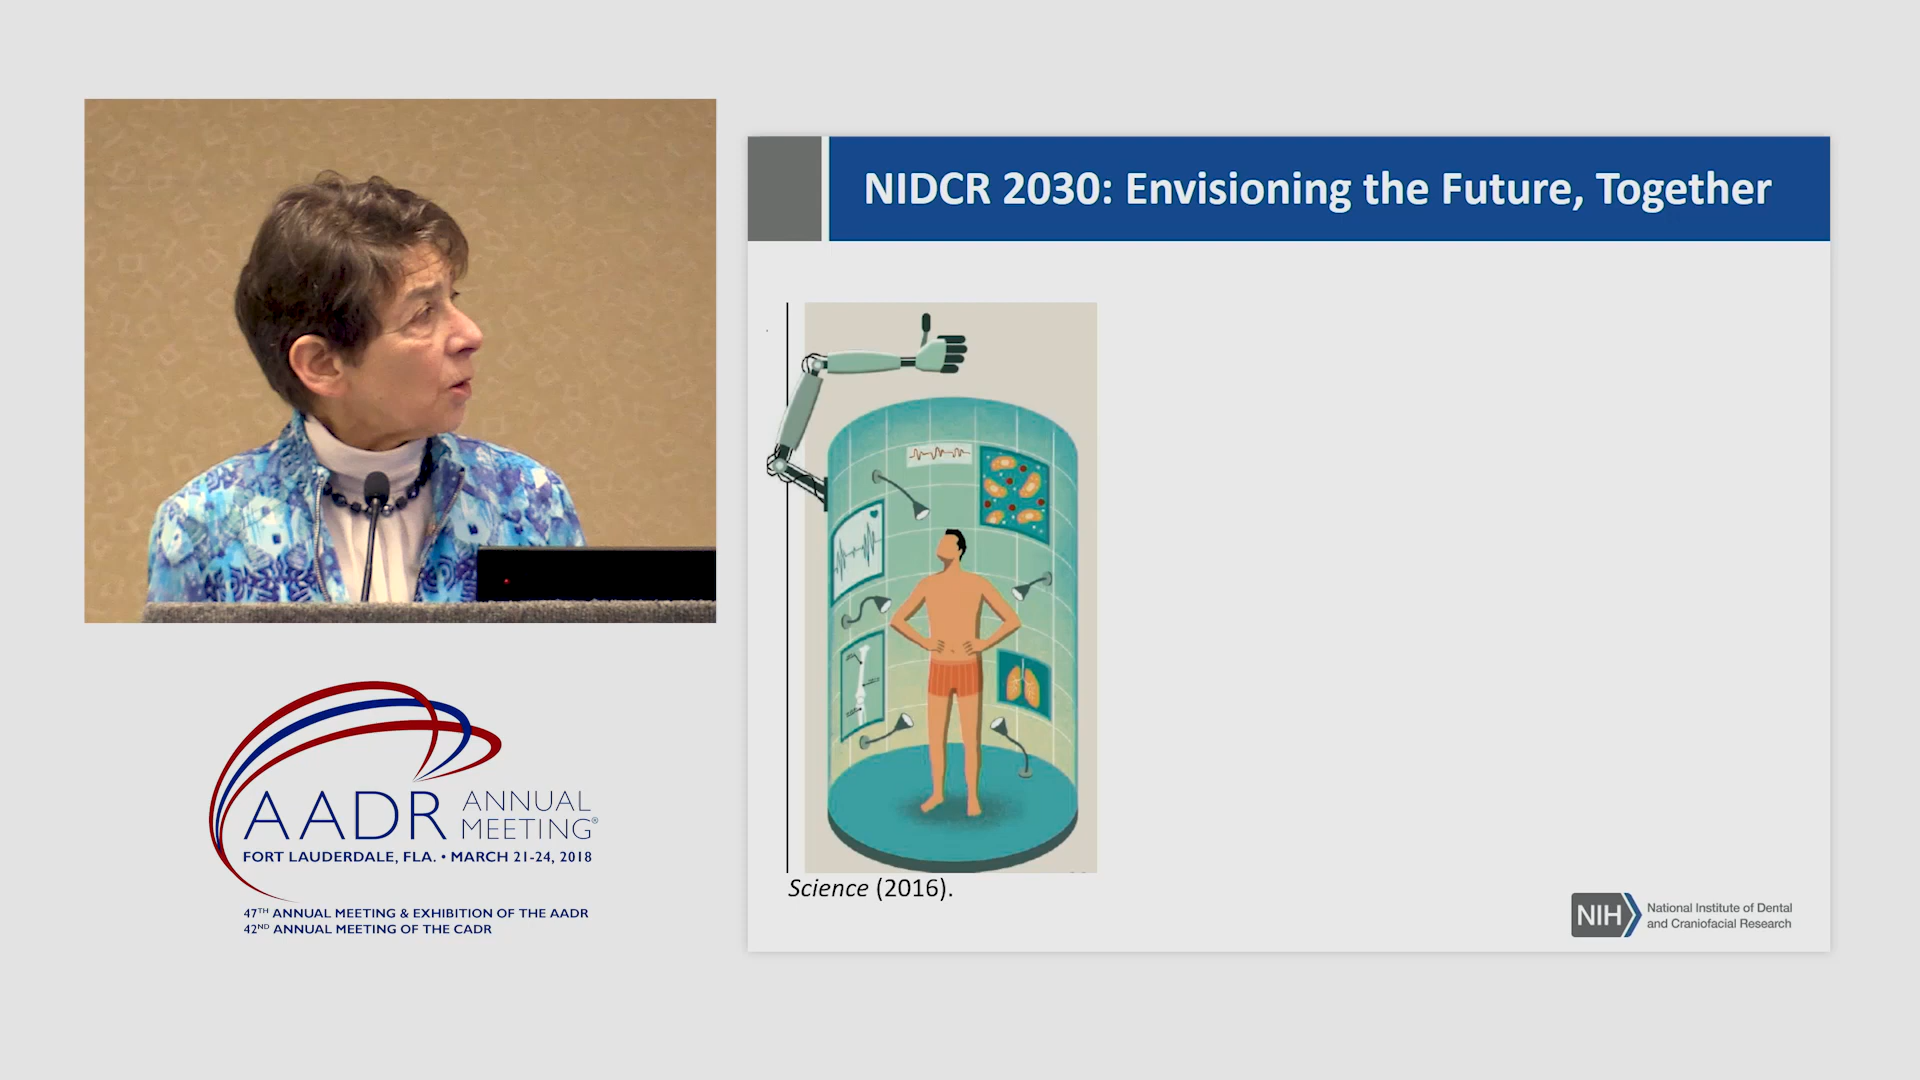 NIDCR 2030: Envisioning the Future, Together
Science (2016).
NIH
National Institute of Dental
and Craniofacial Research
AADR
ANNUAL
MEETING®
FORT LAUDERDALE, FLA. • MARCH 21-24, 2018
47TH ANNUAL MEETING & EXHIBITION OF THE AADR
42ND ANNUAL MEETING OF THE CADR